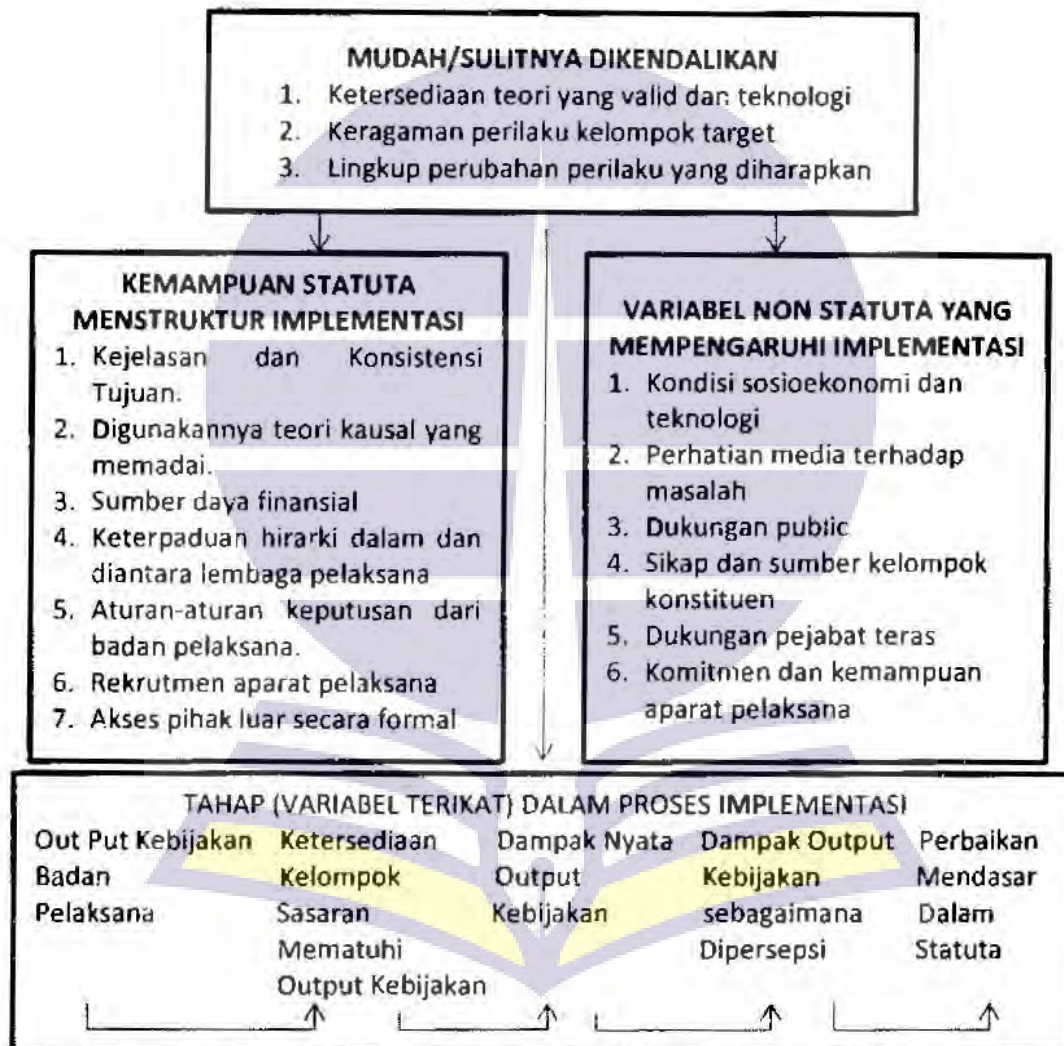 MUDAH/SULITNYA DIKENDALIKAN
1. Ketersediaan teori yang valid dan teknologi
2. Keragaman perilaku kelompok target
3. Lingkup perubahan perilaku yang diharapkan
KEMAMPUAN STATUTA
MENSTRUKTUR IMPLEMENTASI
1. Kejelasan dan Konsistensi
Tujuan.
2. Digunakannya teori kausal yang
memadai.
3. Sumber daya finansial
4. Keterpaduan hirarki dalam dan
diantara lembaga pelaksana
5. Aturan-aturan keputusan dari
badan pelaksana.
6. Rekrutmen aparat pelaksana
7. Akses pihak luar secara formal
VARIABEL NON STATUTA YANG
MEMPENGARUHI IMPLEMENTASI
1. Kondisi sosioekonomi dan
teknologi
2. Perhatian media terhadap
masalah
3. Dukungan public
4. Sikap dan sumber kelompok
konstituen
5. Dukungan pejabat teras
6. Komitmen dan kemampuan
aparat pelaksana
TAHAP (VARIABEL TERIKAT) DALAM PROSES IMPLEMENTASI
Out Put Kebijakan
Badan
Pelaksana
Ketersediaan
Kelompok
Sasaran
Mematuhi
Output Kebijakan
Dampak Nyata
Output
Kebijakan
Dampak Output
Kebijakan
sebagaimana
Dipersepsi
Perbaikan
Mendasar
Dalam
Statuta